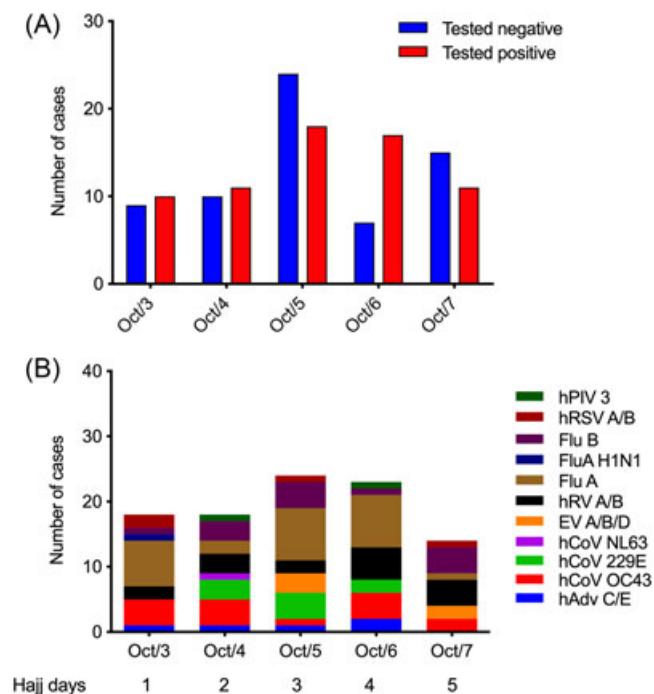 (A)
Tested negative
Tested positive
Number of cases
30
20
10
0
Oct/3 Oct/4 Oct/5 Oct/6 Oct/7
(B)
Number of cases
40
30
20
10
0
hPIV 3
hRSV A/B
Flu B
FluA H1N1
Flu A
hRV A/B
EV A/B/D
hCoV NL63
hCoV 229E
hCoV OC43
hAdv C/E
Oct/3 Oct/4 Oct/5 Oct/6 Oct/7
Hajj days 1 2 3 4 5